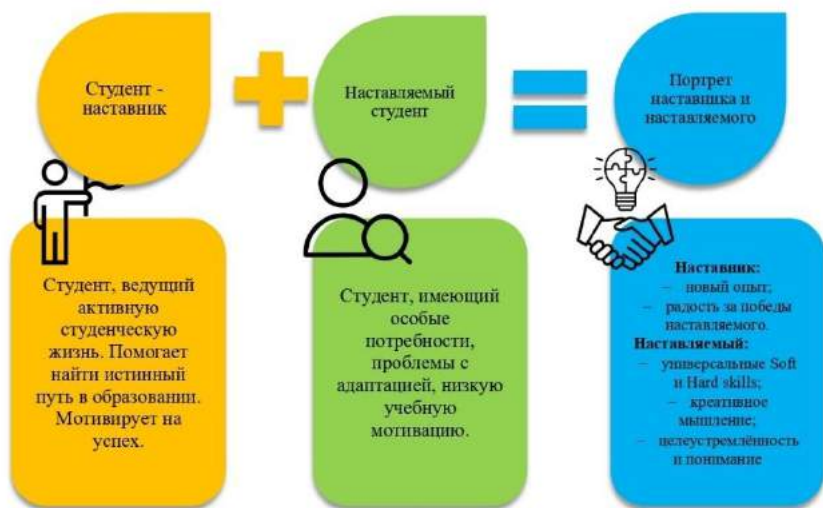 Студент -
наставник
Наставляемый
студент
Портрет
наставника и
наставляемого
Студент, ведущий
активную
студенческую
жизнь. Помогает
найти истинный
путь в образовании.
Мотивирует на
успех.
Студент, имеющий
особые
потребности,
проблемы с
адаптацией, низкую
учебную
мотивацию.
Наставник:
– новый опыт;
– радость за победы
наставляемого.
Наставляемый:
– универсальные Soft
и Hard skills;
– креативное
мышление;
– целеустремлённость
и понимание